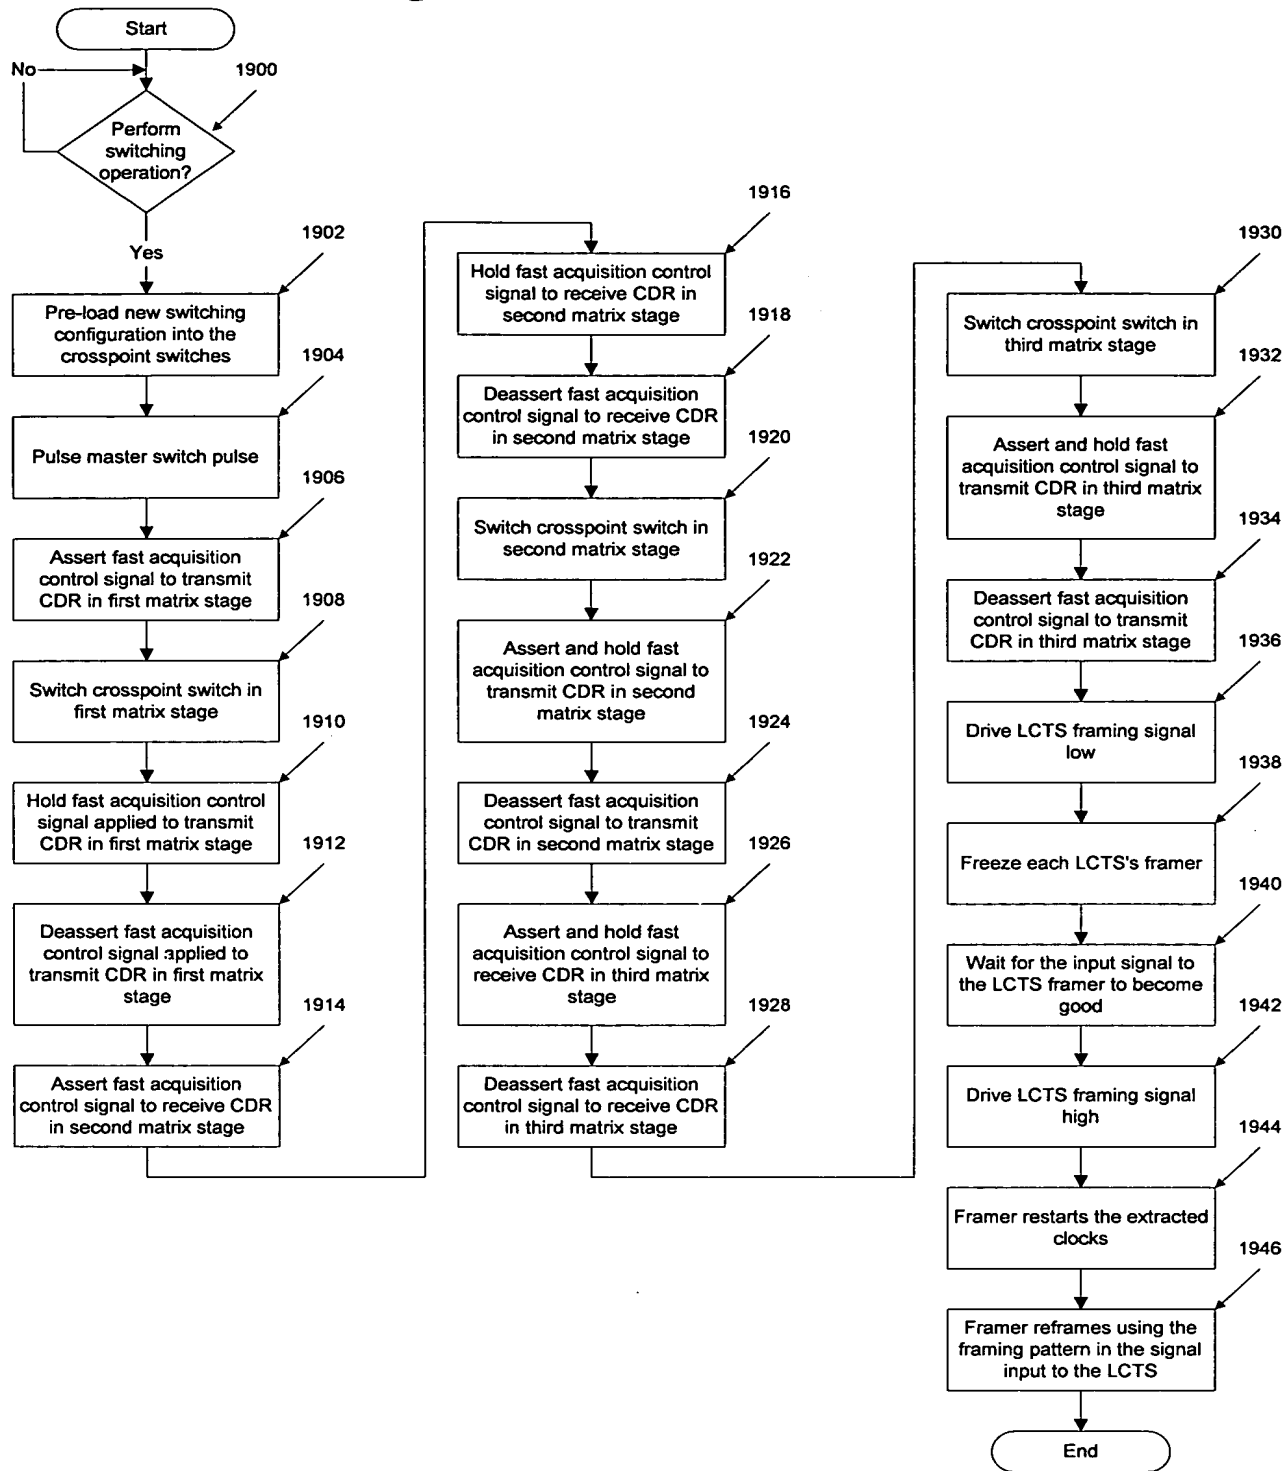 Start
No
1900
Perform
switching
operation?
Yes
1902
Pre-load new switching
configuration into the
crosspoint switches
1904
Pulse master switch pulse
1906
Assert fast acquisition
control signal to transmit
CDR in first matrix stage
1908
Switch crosspoint switch in
first matrix stage
1910
Hold fast acquisition control
signal applied to transmit
CDR in first matrix stage
1912
Deassert fast acquisition
control signal applied to
transmit CDR in first matrix
stage
1914
Assert fast acquisition
control signal to receive CDR
in second matrix stage
1916
Hold fast acquisition control
signal to receive CDR in
second matrix stage
1918
Deassert fast acquisition
control signal to receive CDR
in second matrix stage
1920
Switch crosspoint switch in
second matrix stage
1922
Assert and hold fast
acquisition control signal to
transmit CDR in second
matrix stage
1924
Deassert fast acquisition
control signal to transmit
CDR in second matrix stage
1926
Assert and hold fast
acquisition control signal to
receive CDR in third matrix
stage
1928
Deassert fast acquisition
control signal to receive CDR
in third matrix stage
1930
Switch crosspoint switch in
third matrix stage
1932
Assert and hold fast
acquisition control signal to
transmit CDR in third matrix
stage
1934
Deassert fast acquisition
control signal to transmit
CDR in third matrix stage
1936
Drive LCTS framing signal
low
1938
Freeze each LCTS's framer
1940
Wait for the input signal to
the LCTS framer to become
good
1942
Drive LCTS framing signal
high
1944
Framer restarts the extracted
clocks
1946
Framer reframes using the
framing pattern in the signal
input to the LCTS
End